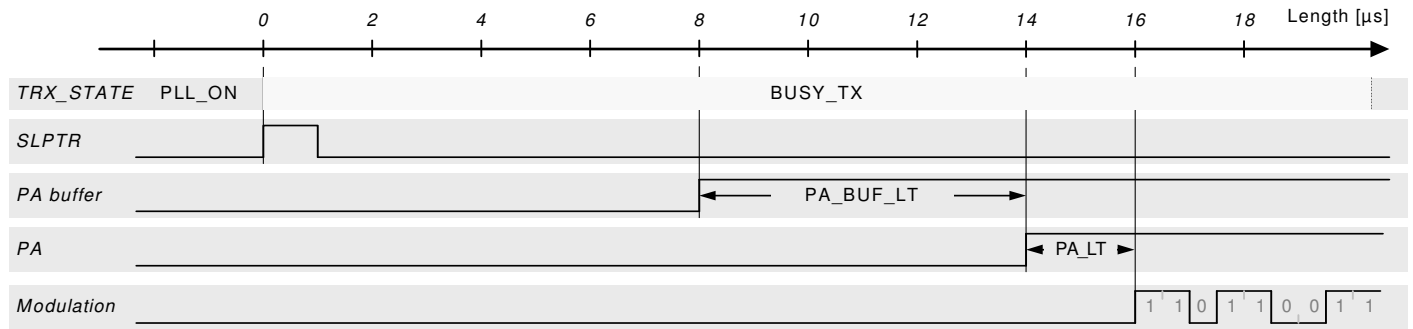 0 2 4 6 8 10 12 14 16 18 Length [μs]
TRX_STATE PLL_ON BUSY_TX
SLPTR
PA buffer PA_BUF_LT
PA PA_LT
Modulation 1 1 0 1 1 0 0 1 1